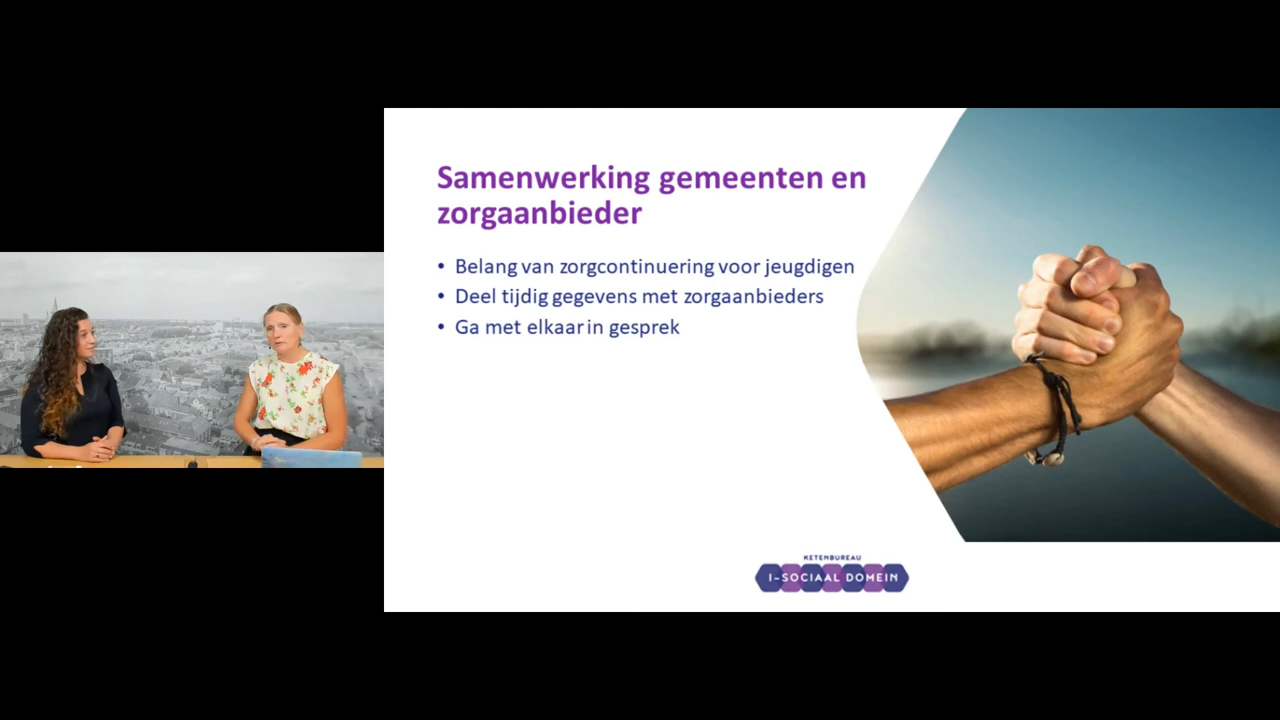 Samenwerking gemeenten en
zorgaanbieder
• Belang van zorgcontinuering voor jeugdigen
• Deel tijdig gegevens met zorgaanbieders
• Ga met elkaar in gesprek
KETENBUREAU
I-SOCIAAL DOMEIN